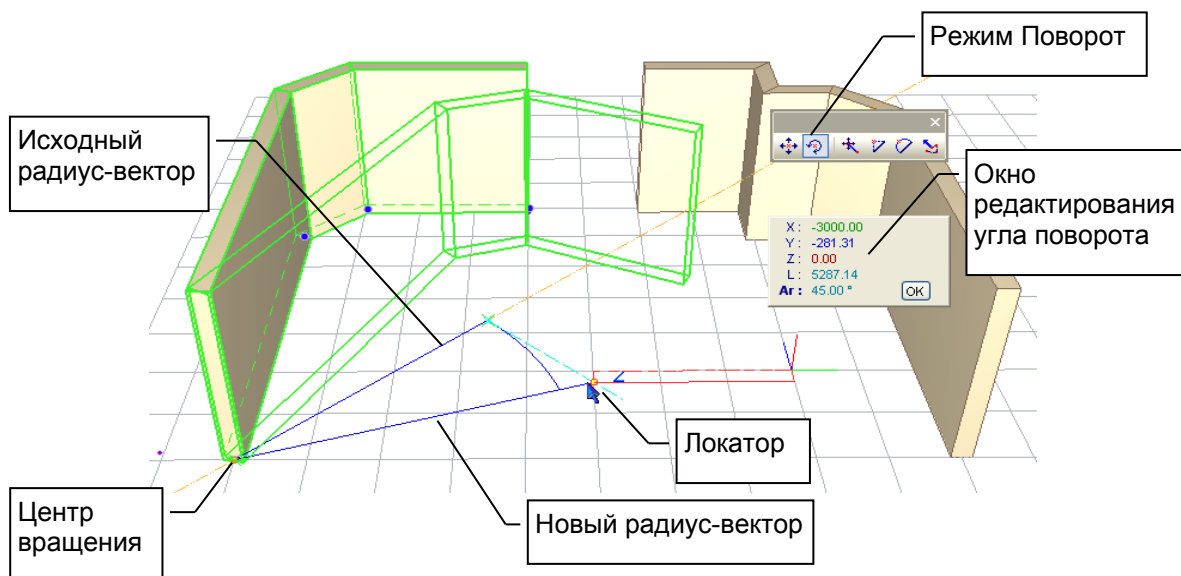 Режим Поворот
Исходный
радиус-вектор
Окно
редактирования
угла поворота
X : -3000.00
Y : -281.31
Z : 0.00
L : 5287.14
Ar : 45.00 °
OK
Локатор
Центр
вращения
Новый радиус-вектор